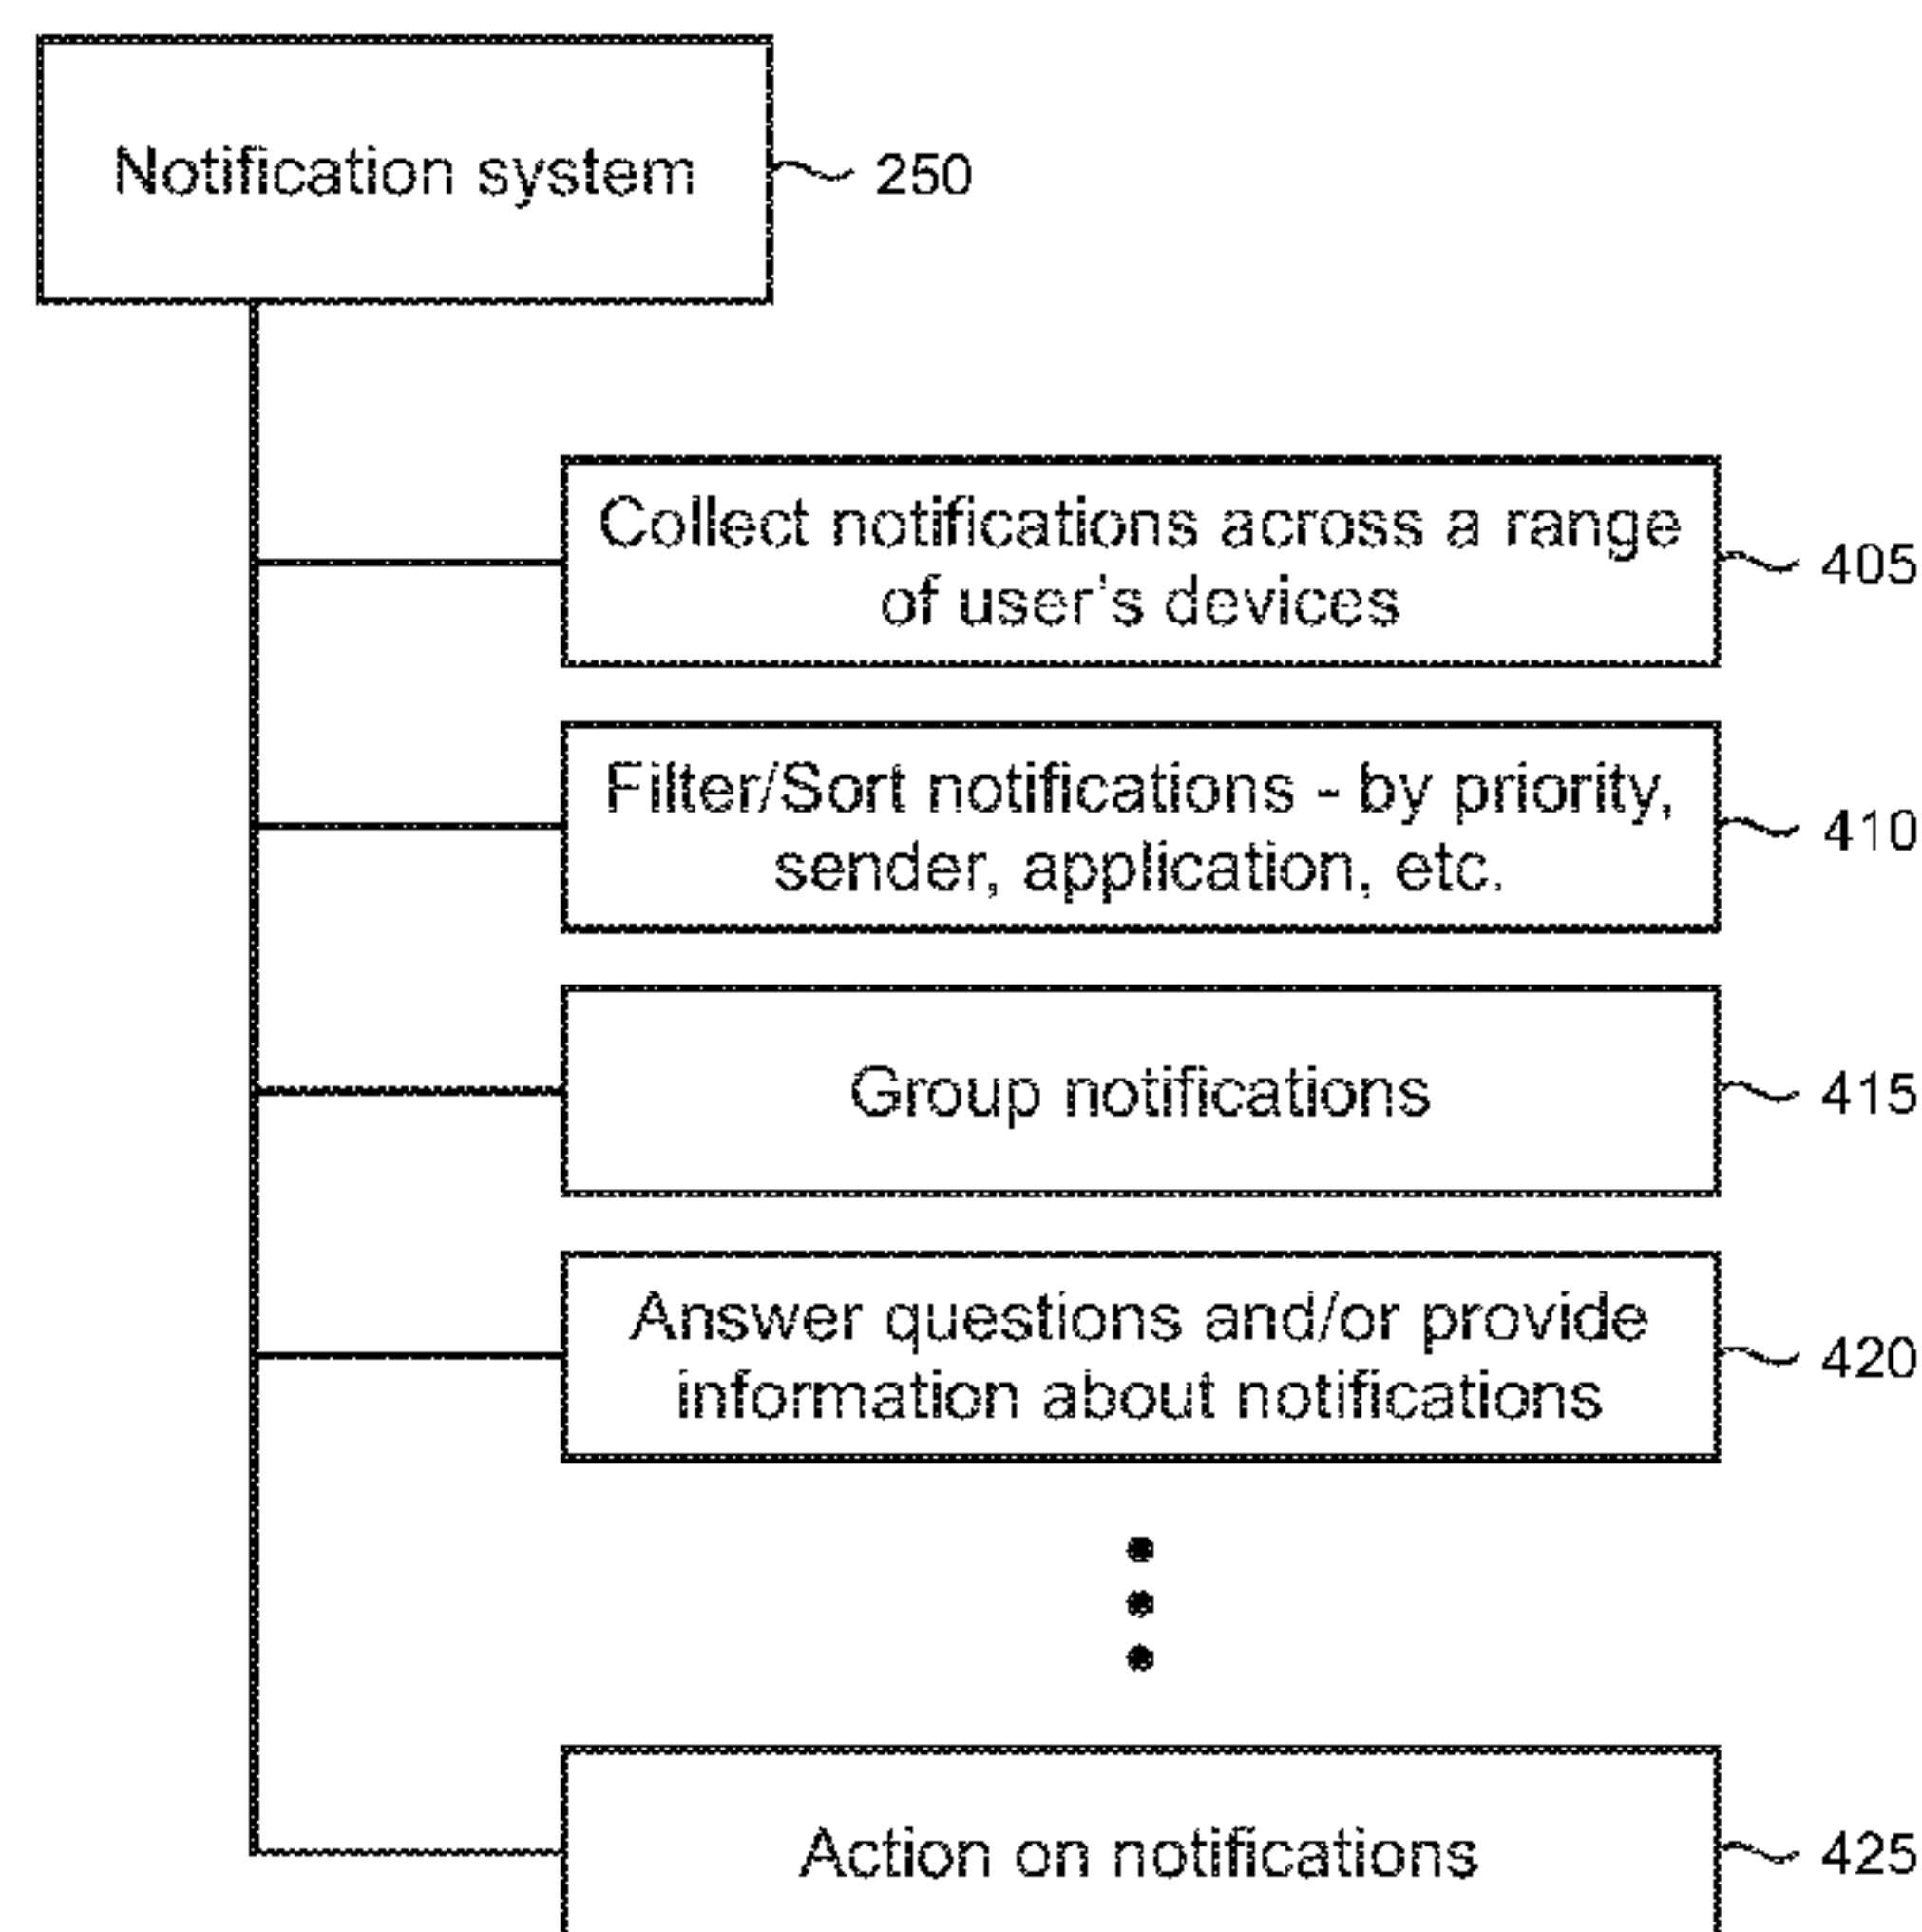 Notification system
250
Collect notifications across a range
of user's devices
405
Filter/Sort notifications - by priority,
sender, application, etc.
410
Group notifications
415
Answer questions and/or provide
information about notifications
420
Action on notifications
425